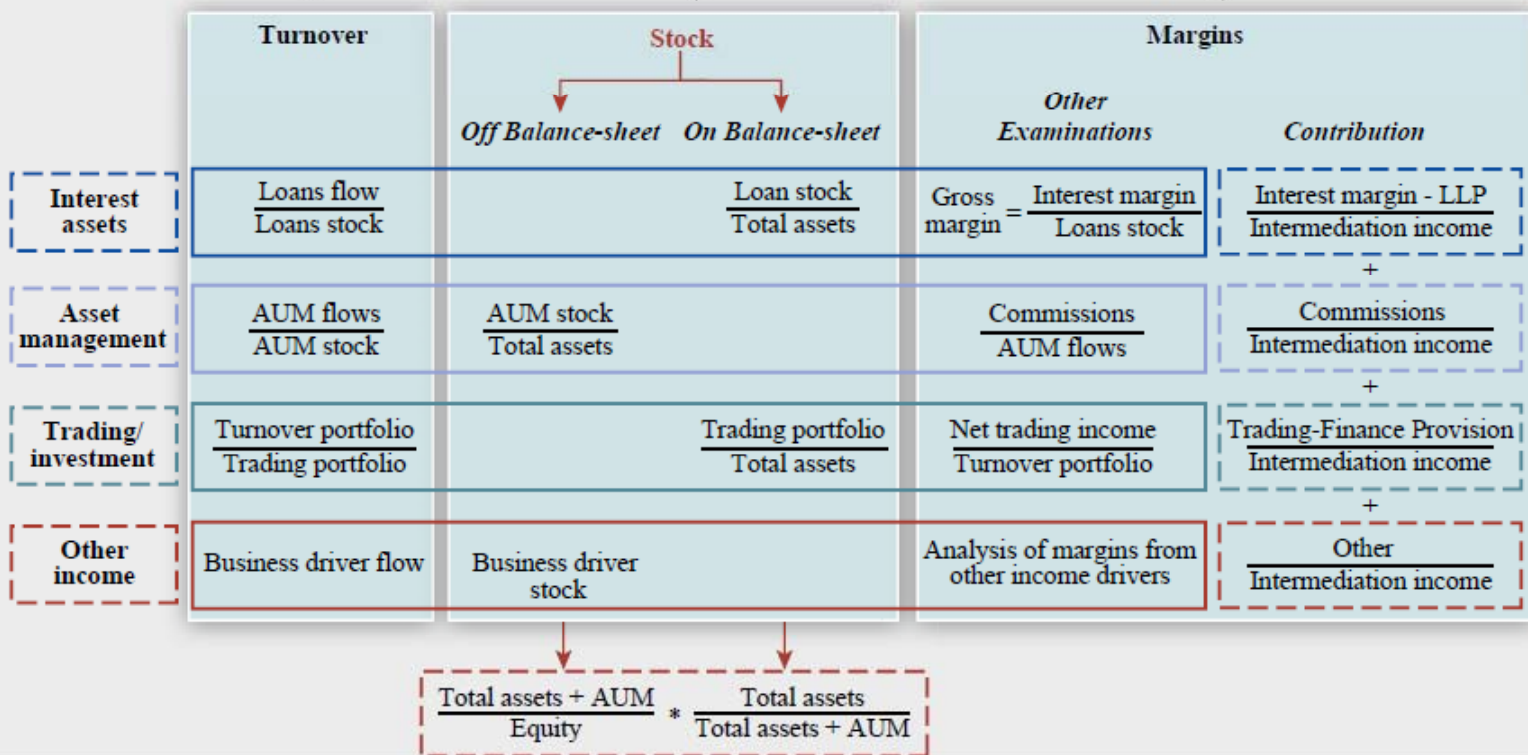 Turnover
Stock
Margins
Off Balance-sheet
On Balance-sheet
Other
Examinations
Contribution
Interest
assets
Loans flow
Loans stock
Loan stock
Total assets
Gross
margin
=
Interest margin
Loans stock
Interest margin - LLP
Intermediation income
+
Asset
management
AUM flows
AUM stock
AUM stock
Total assets
Commissions
AUM flows
Commissions
Intermediation income
+
Trading/
investment
Turnover portfolio
Trading portfolio
Trading portfolio
Total assets
Net trading income
Turnover portfolio
Trading-Finance Provision
Intermediation income
+
Other
income
Business driver flow
Business driver
stock
Analysis of margins from
other income drivers
Other
Intermediation income
Total assets + AUM
Equity
*
Total assets
Total assets + AUM